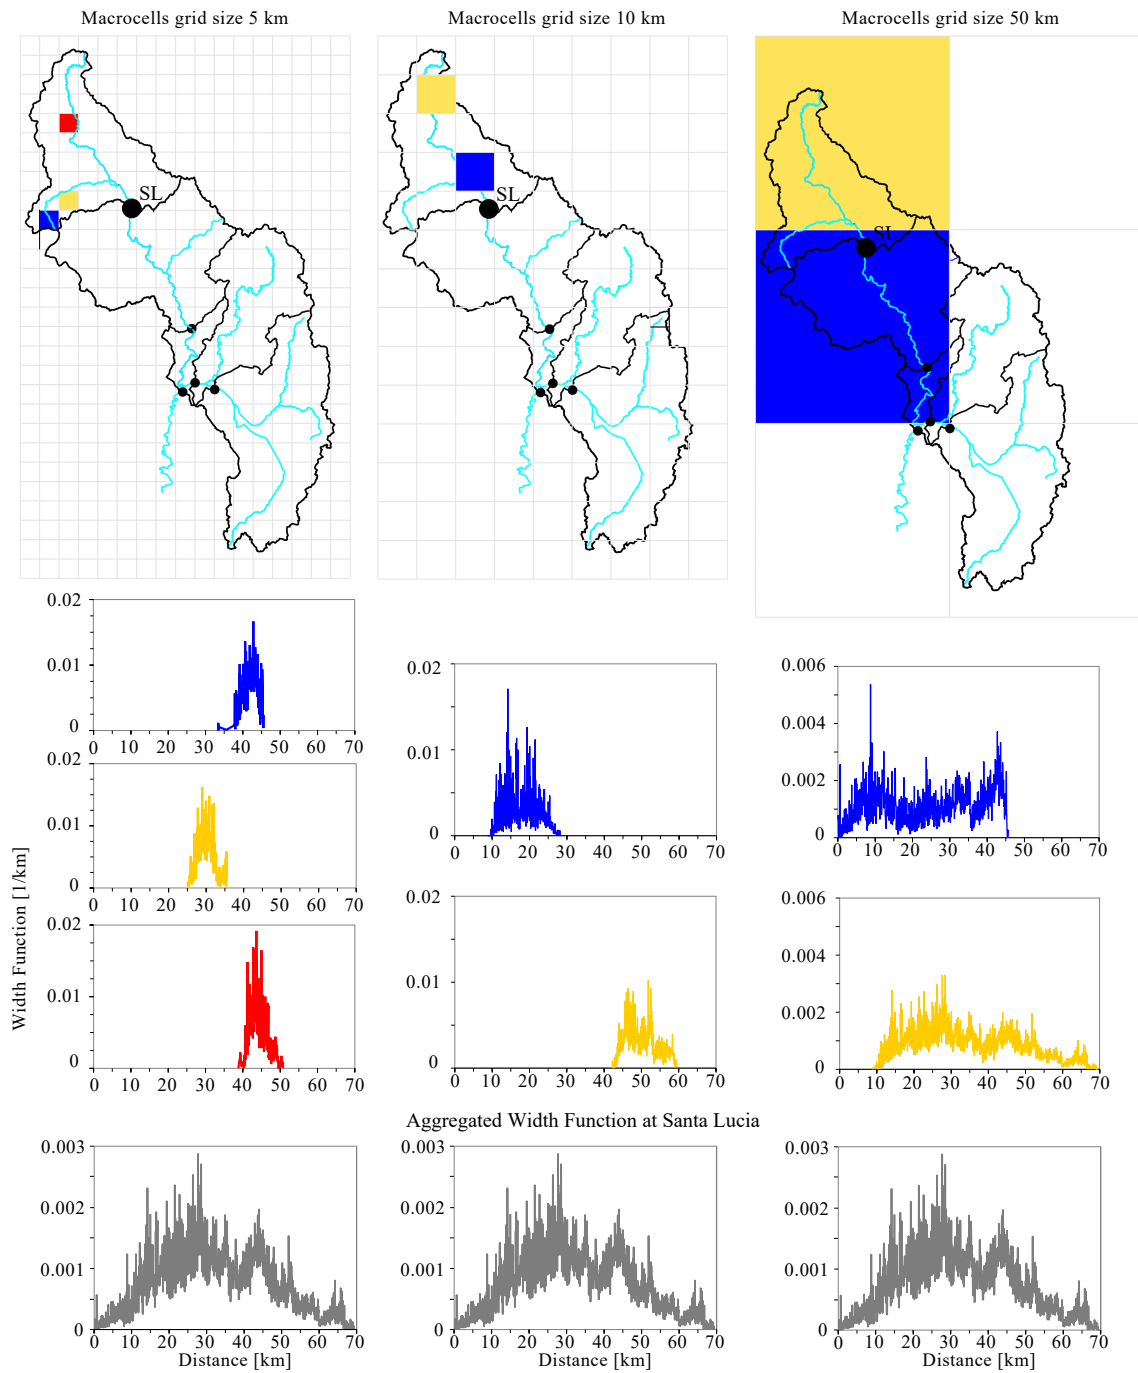 Macrocells grid size 5 km Macrocells grid size 10 km Macrocells grid size 50 km
SL SL SL
0.02
0.01
0
0 10 20 30 40 50 60 70
0.02
0.01
0
0 10 20 30 40 50 60 70
0.02
0.01
0
0 10 20 30 40 50 60 70
Width Function [1/km]
0.02
0.01
0
0 10 20 30 40 50 60 70
0.02
0.01
0
0 10 20 30 40 50 60 70
0.006
0.004
0.002
0
0 10 20 30 40 50 60 70
0.006
0.004
0.002
0
0 10 20 30 40 50 60 70
Aggregated Width Function at Santa Lucia
0.003
0.002
0.001
0
0 10 20 30 40 50 60 70
Distance [km]
0.003
0.002
0.001
0
0 10 20 30 40 50 60 70
Distance [km]
0.003
0.002
0.001
0
0 10 20 30 40 50 60 70
Distance [km]